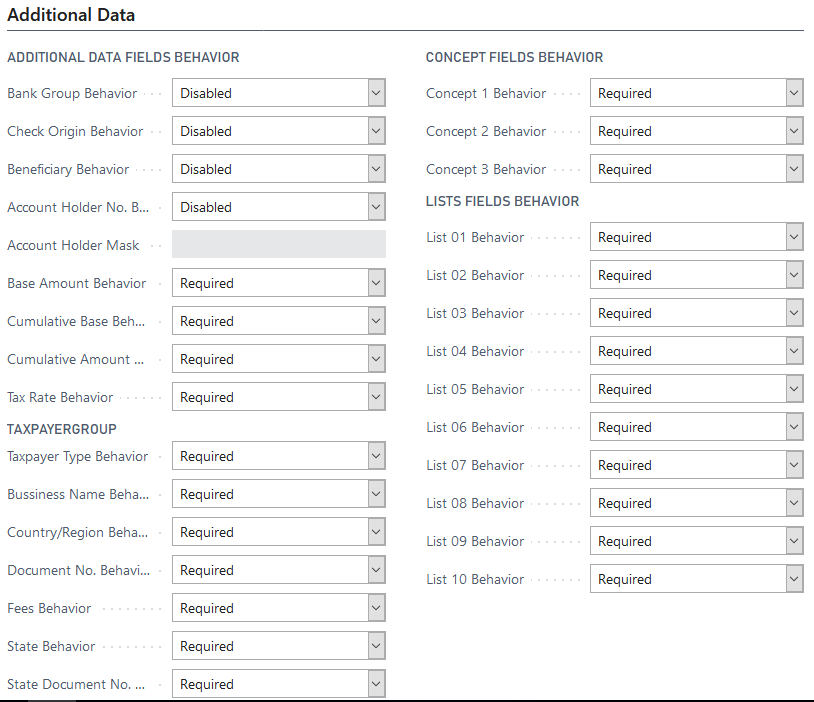 Additional Data
ADDITIONAL DATA FIELDS BEHAVIOR
Bank Group Behavior Disabled
Check Origin Behavior Disabled
Beneficiary Behavior Disabled
Account Holder No. B... Disabled
Account Holder Mask
Base Amount Behavior Required
Cumulative Base Beh... Required
Cumulative Amount ... Required
Tax Rate Behavior Required
TAXPAYERGROUP
Taxpayer Type Behavior Required
Bussiness Name Beha... Required
Country/Region Beha... Required
Document No. Behavi... Required
Fees Behavior Required
State Behavior Required
State Document No. ... Required
CONCEPT FIELDS BEHAVIOR
Concept 1 Behavior Required
Concept 2 Behavior Required
Concept 3 Behavior Required
LISTS FIELDS BEHAVIOR
List 01 Behavior Required
List 02 Behavior Required
List 03 Behavior Required
List 04 Behavior Required
List 05 Behavior Required
List 06 Behavior Required
List 07 Behavior Required
List 08 Behavior Required
List 09 Behavior Required
List 10 Behavior Required